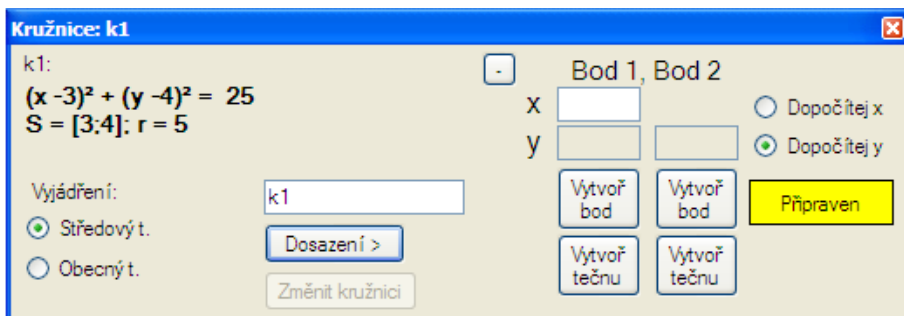 Kružnice: k1
k1:
(x -3)² + (y -4)² = 25
S = [3;4]; r = 5
Vyjádření:
Středový t.
Obecný t.
k1
Dosazení >
Změnit kružnici
-
Bod 1, Bod 2
x
y
Dopočítej x
Dopočítej y
Vytvoř
bod
Vytvoř
bod
Připraven
Vytvoř
tečnu
Vytvoř
tečnu